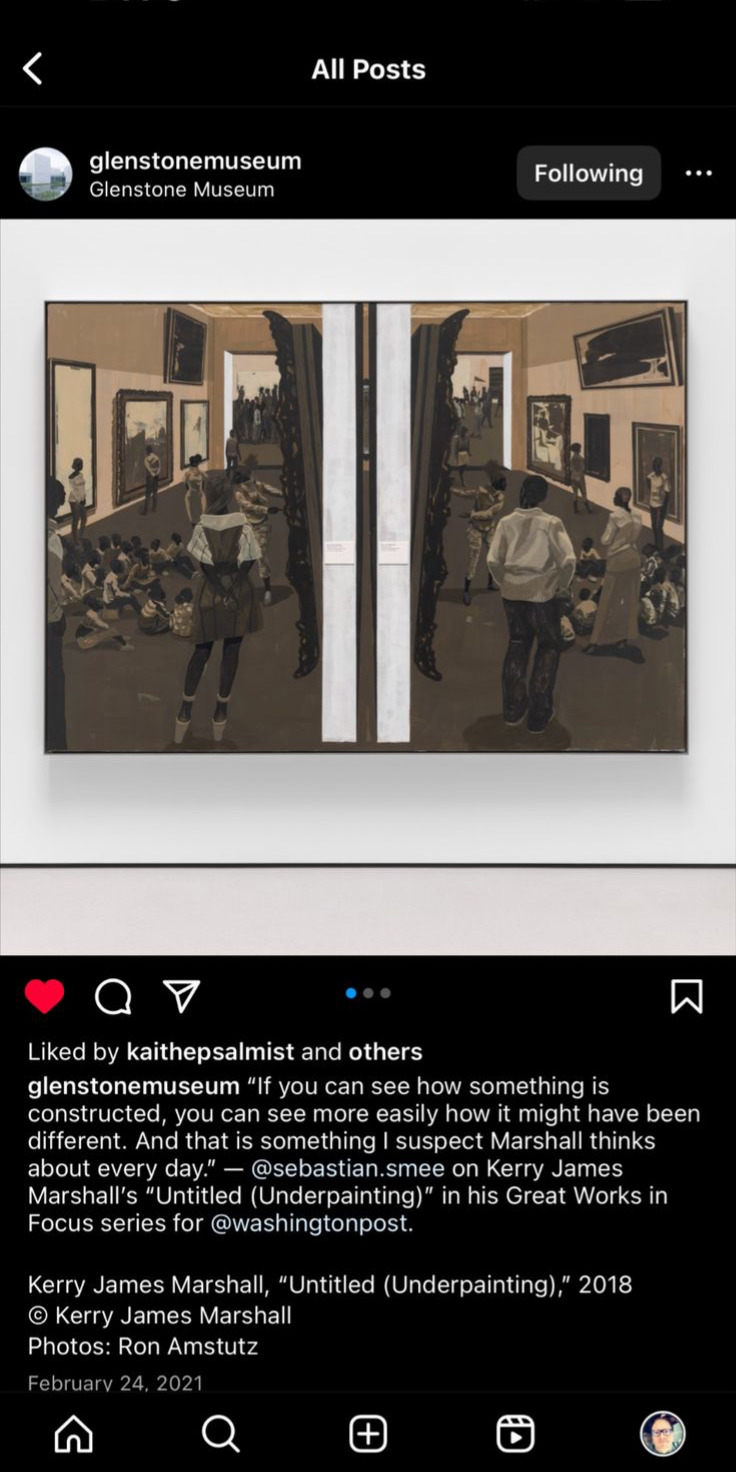 All Posts
glenstonemuseum
Glenstone Museum
Following
Liked by kaithepsalmist and others
glenstonemuseum “If you can see how something is
constructed, you can see more easily how it might have been
different. And that is something I suspect Marshall thinks
about every day.” — @sebastian.smee on Kerry James
Marshall’s “Untitled (Underpainting)” in his Great Works in
Focus series for @washingtonpost.
Kerry James Marshall, “Untitled (Underpainting),” 2018
© Kerry James Marshall
Photos: Ron Amstutz
February 24, 2021